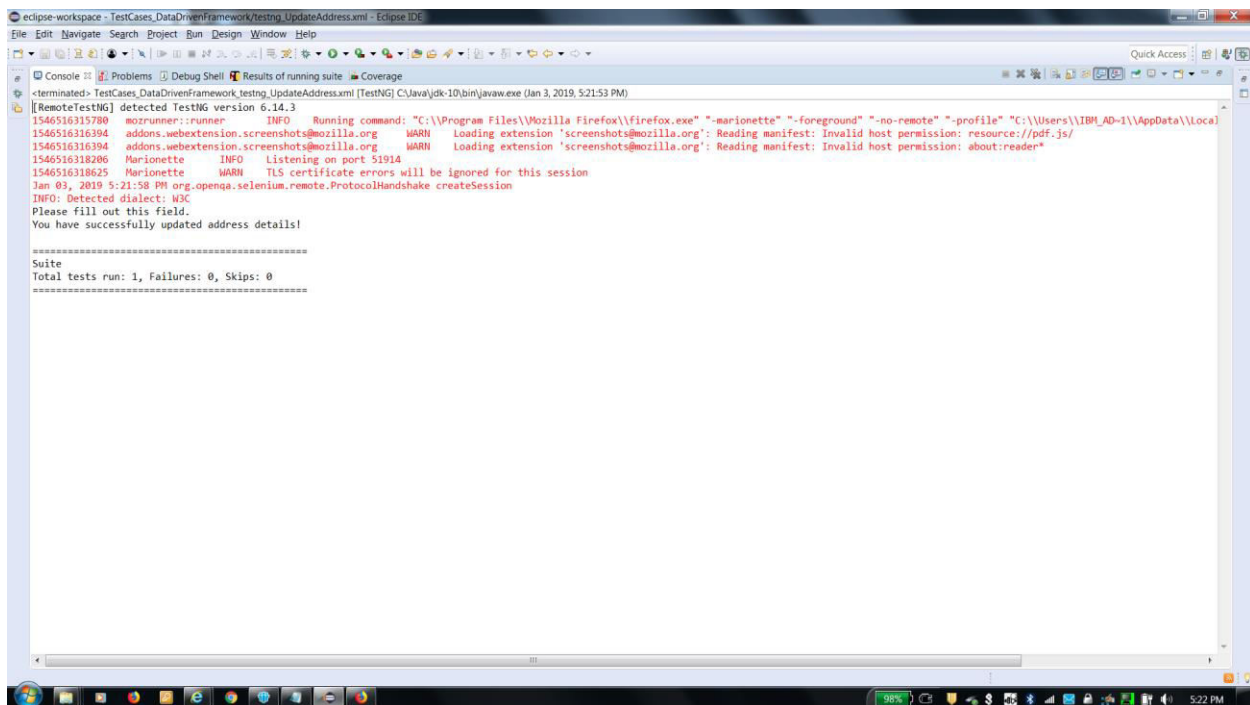 eclipse-workspace - TestCases_DataDrivenFramework/testng_UpdateAddress.xml - Eclipse IDE
File Edit Navigate Search Project Run Design Window Help
Quick Access
Console Problems Debug Shell Results of running suite Coverage
<terminated> TestCases_DataDrivenFramework_testng_UpdateAddress.xml [TestNG] C:\Java\jdk-10\bin\javaw.exe (Jan 3, 2019, 5:21:53 PM)
[RemoteTestNG] detected TestNG version 6.14.3
1546516315780 mozrunner::runner INFO Running command: "C:\\Program Files\\Mozilla Firefox\\firefox.exe" "-marionette" "-foreground" "-no-remote" "-profile" "C:\\Users\\IBM_AD~1\\AppData\\Local
1546516316394 addons.webextension.screenshots@mozilla.org WARN Loading extension 'screenshots@mozilla.org': Reading manifest: Invalid host permission: resource://pdf.js/
1546516316394 addons.webextension.screenshots@mozilla.org WARN Loading extension 'screenshots@mozilla.org': Reading manifest: Invalid host permission: about:reader*
1546516318206 Marionette INFO Listening on port 51914
1546516318625 Marionette WARN TLS certificate errors will be ignored for this session
Jan 03, 2019 5:21:58 PM org.openqa.selenium.remote.ProtocolHandshake createSession
INFO: Detected dialect: W3C
Please fill out this field.
You have successfully updated address details!
===============================================
Suite
Total tests run: 1, Failures: 0, Skips: 0
===============================================
98% 5:22 PM